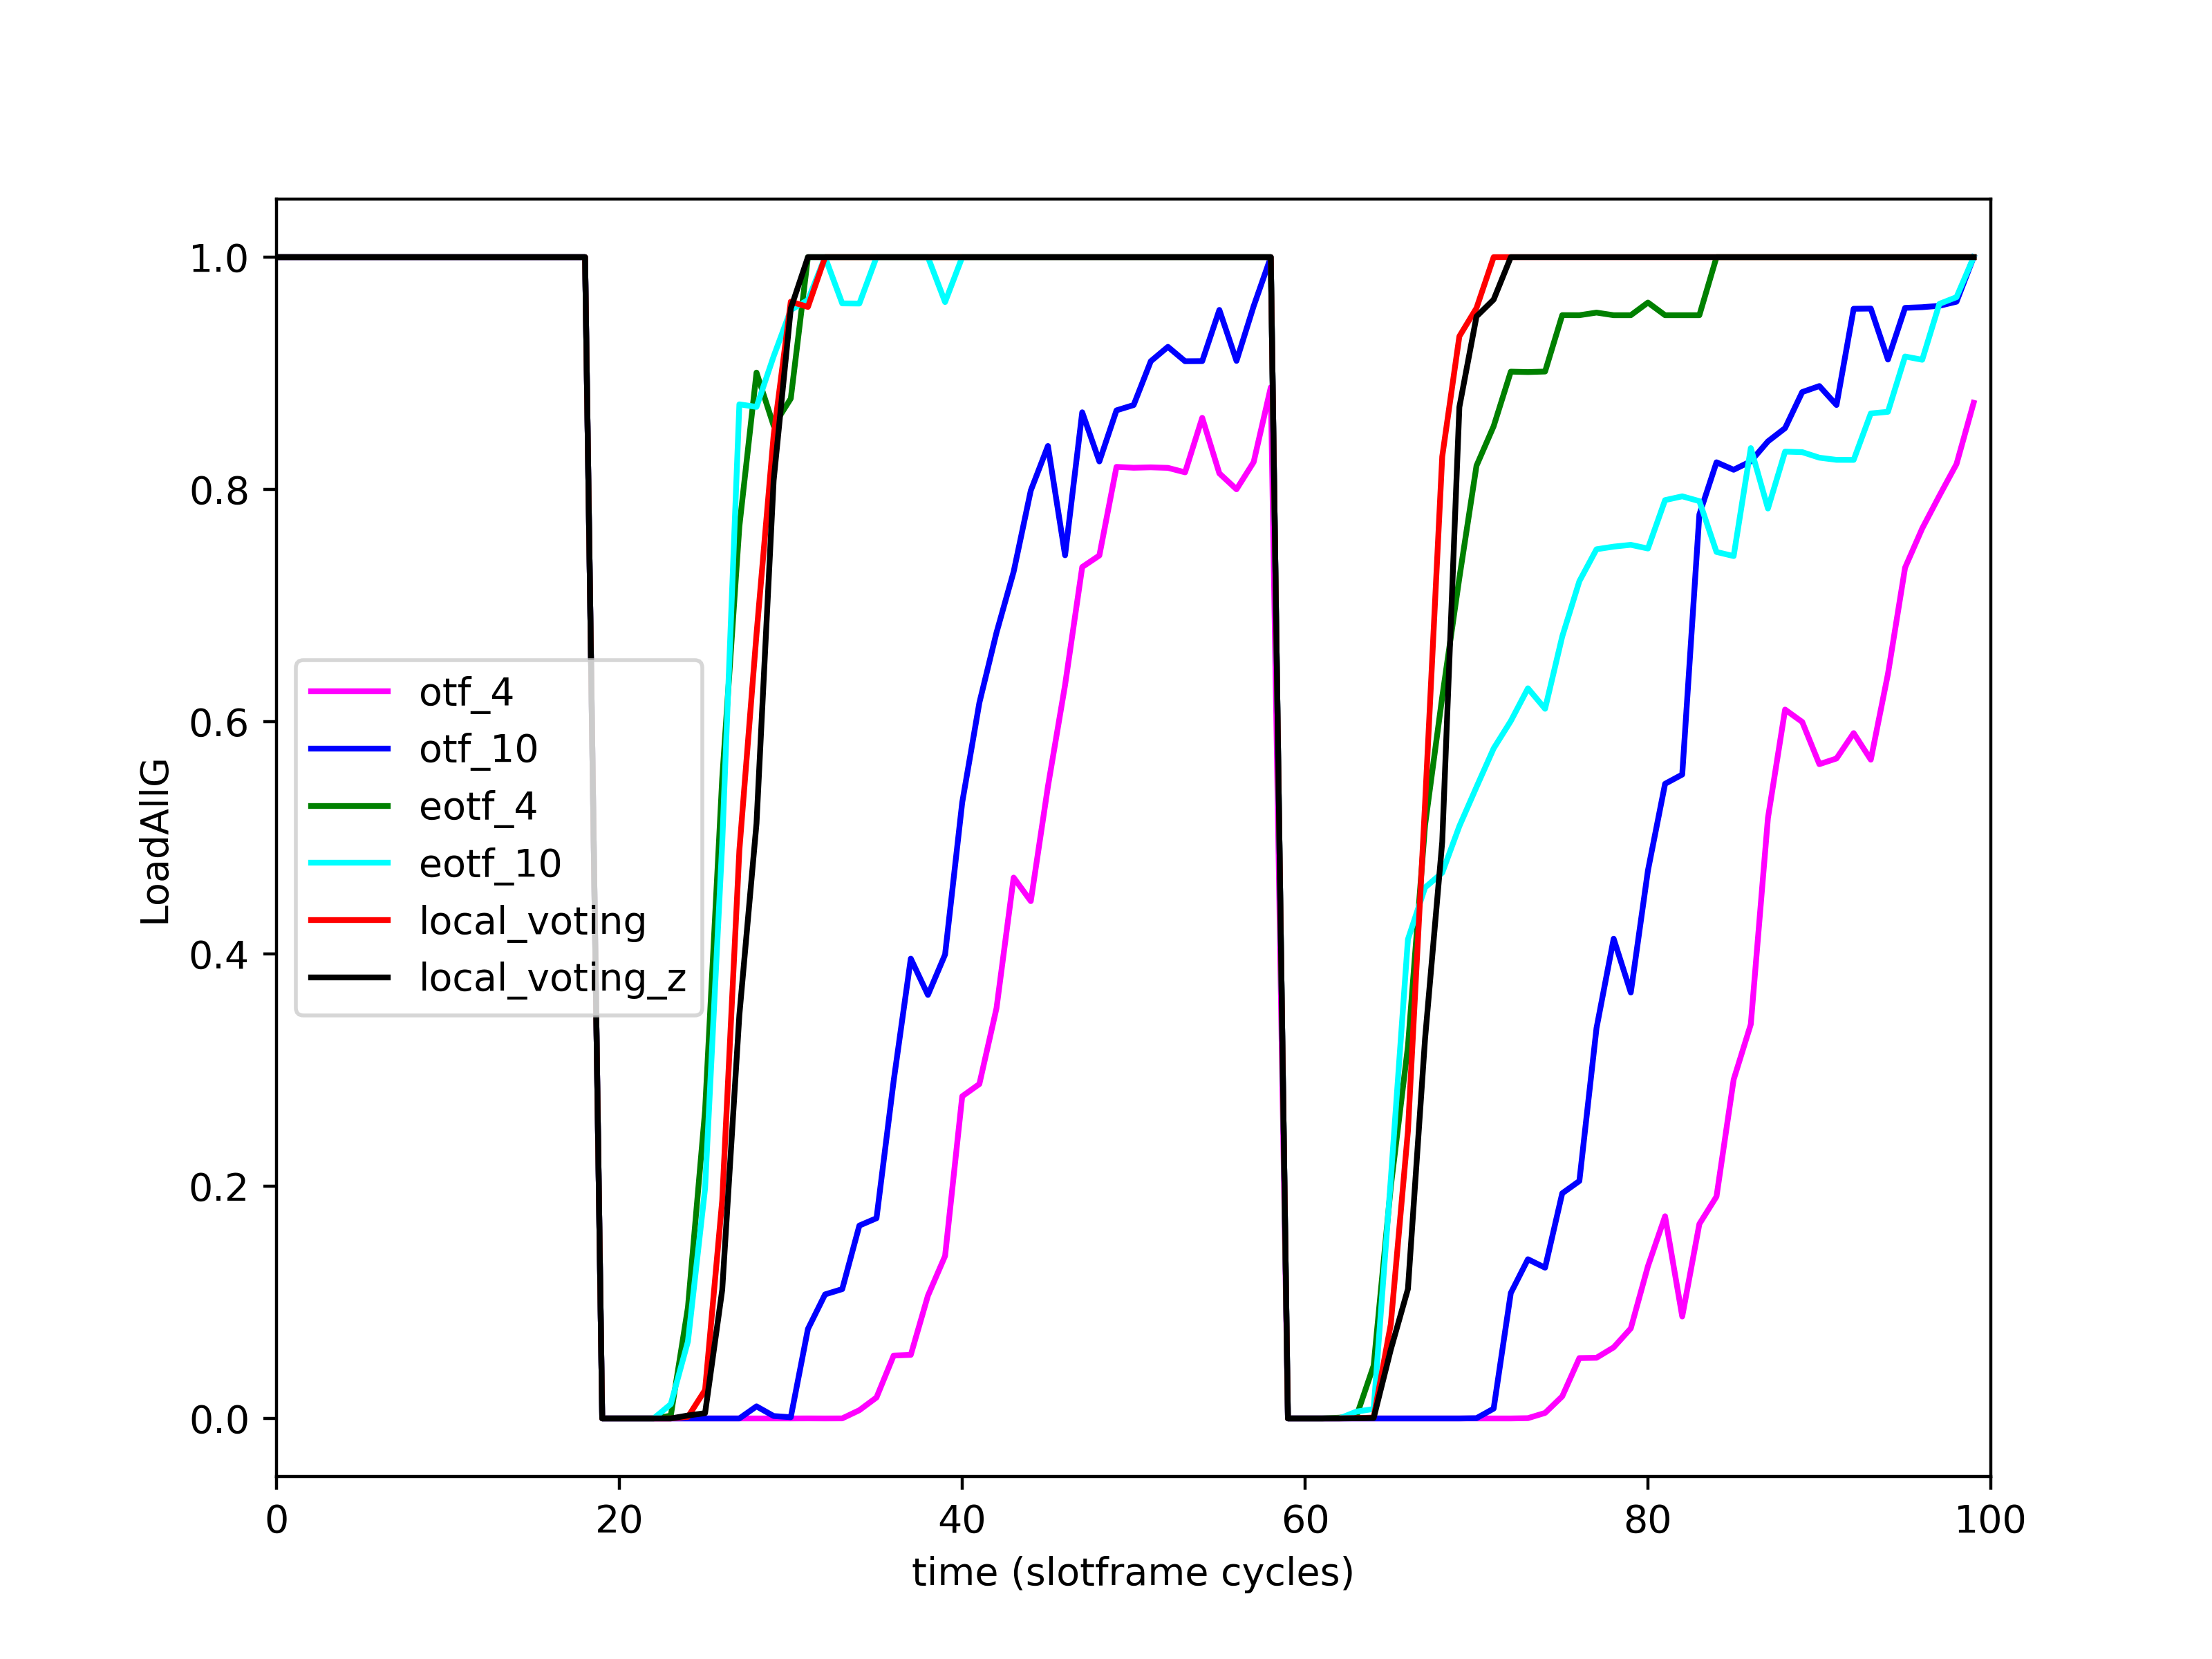 1.0
0.8
0.6
0.4
0.2
0.0
LoadAllG
otf_4
otf_10
eotf_4
eotf_10
local_voting
local_voting_z
0 20 40 60 80 100
time (slotframe cycles)